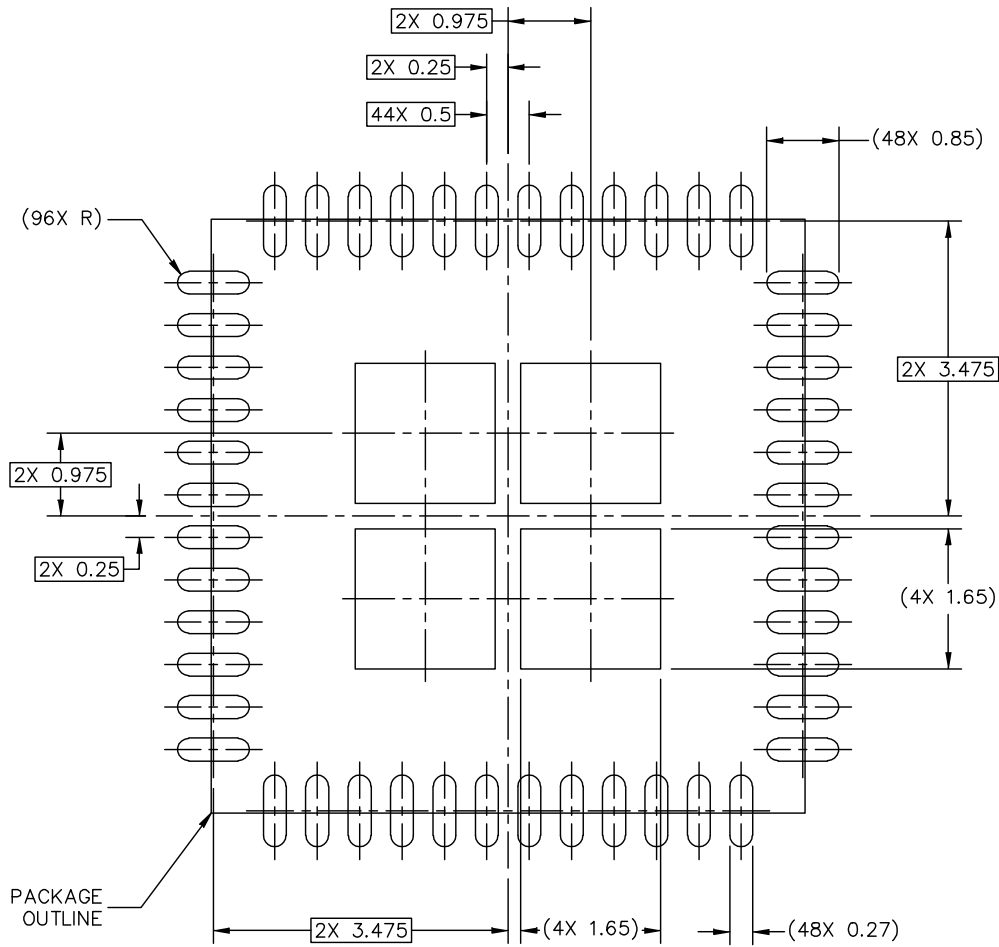 2X 0.975
2X 0.25
44X 0.5
(48X 0.85)
(96X R)
2X 3.475
2X 0.975
2X 0.25
(4X 1.65)
PACKAGE
OUTLINE
2X 3.475
(4X 1.65)
(48X 0.27)